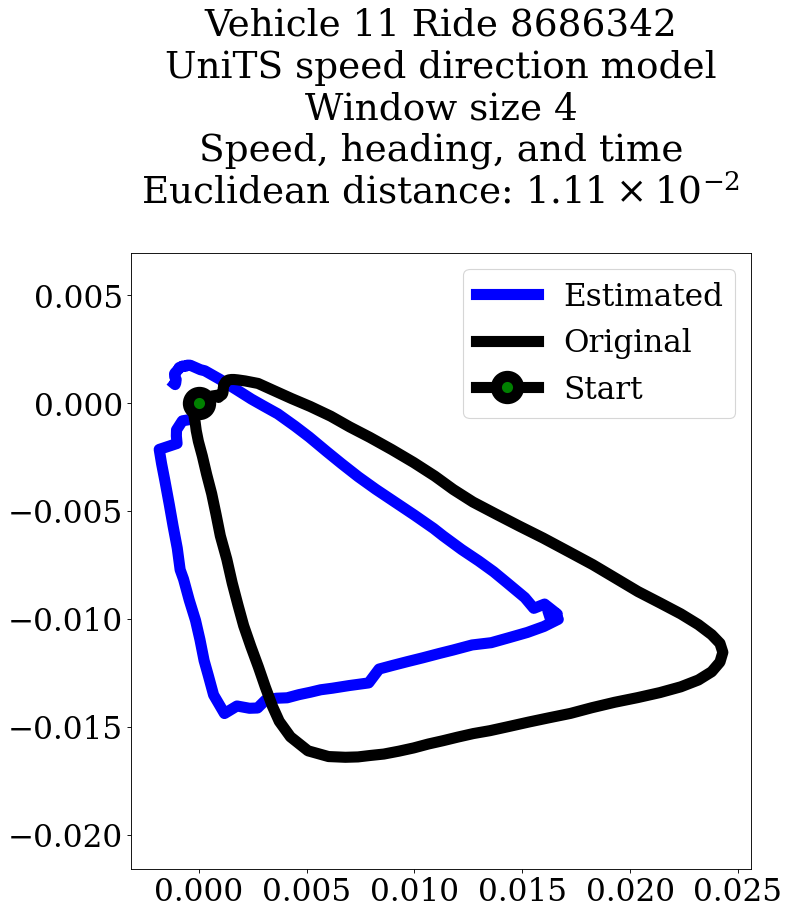 Vehicle 11 Ride 8686342
UniTS speed direction model
Window size 4
Speed, heading, and time
Euclidean distance: 1.11 × 10⁻²
Estimated
Original
Start
0.005
0.000
−0.005
−0.010
−0.015
−0.020
0.000 0.005 0.010 0.015 0.020 0.025